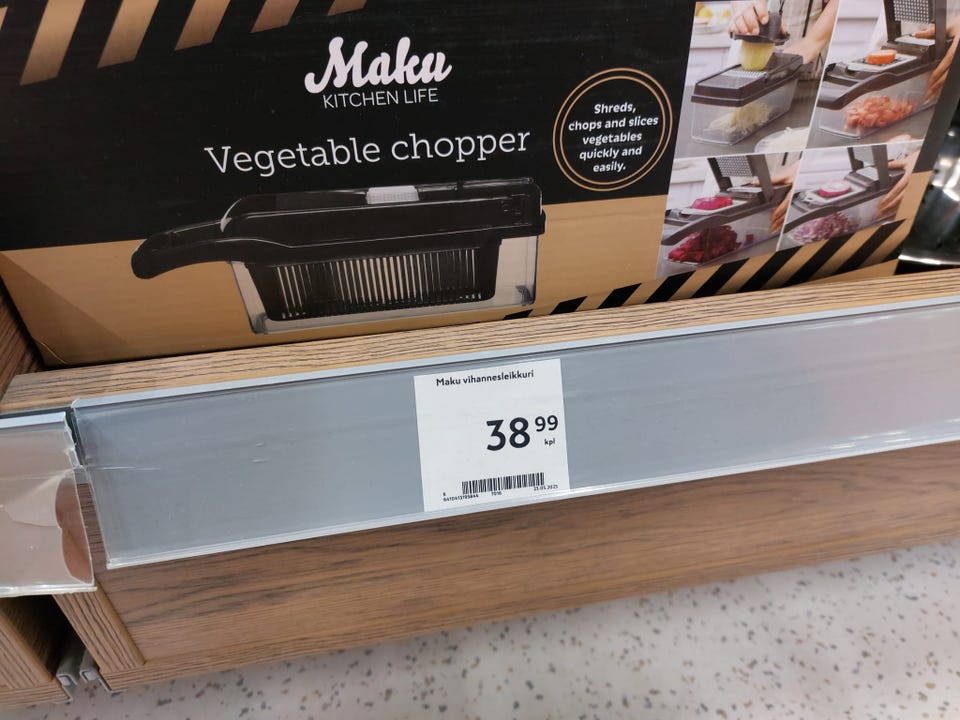 Maku
KITCHEN LIFE
Vegetable chopper
Shreds,
chops and slices
vegetables
quickly and
easily.
Maku vihannesleikkuri
38 99
kpl